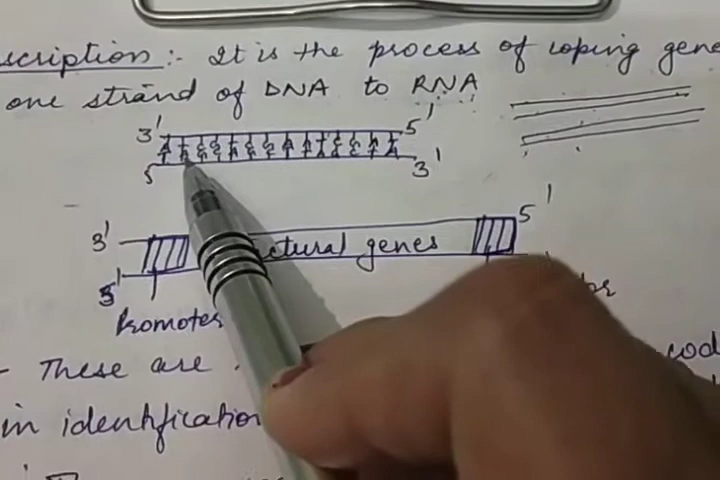 scription :- It is the process of coping gene
one strand of DNA to RNA
3' 5'
5 3'
3' 5'
ctural genes
5'
Promoter
- These are
in identification